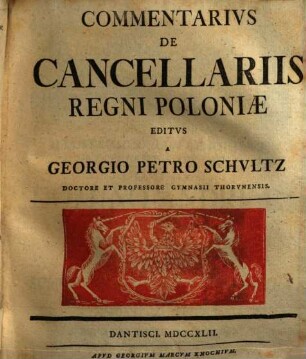 COMMENTARIVS
DE
CANCELLARIIS
REGNI POLONIÆ
EDITVS
A
GEORGIO PETRO SCHVLTZ
DOCTORE ET PROFESSORE GYMNASII THORVNENSIS.
DANTISCI. MDCCXLII.
APVD GEORGIVM MARCVM KNOCHIVM.